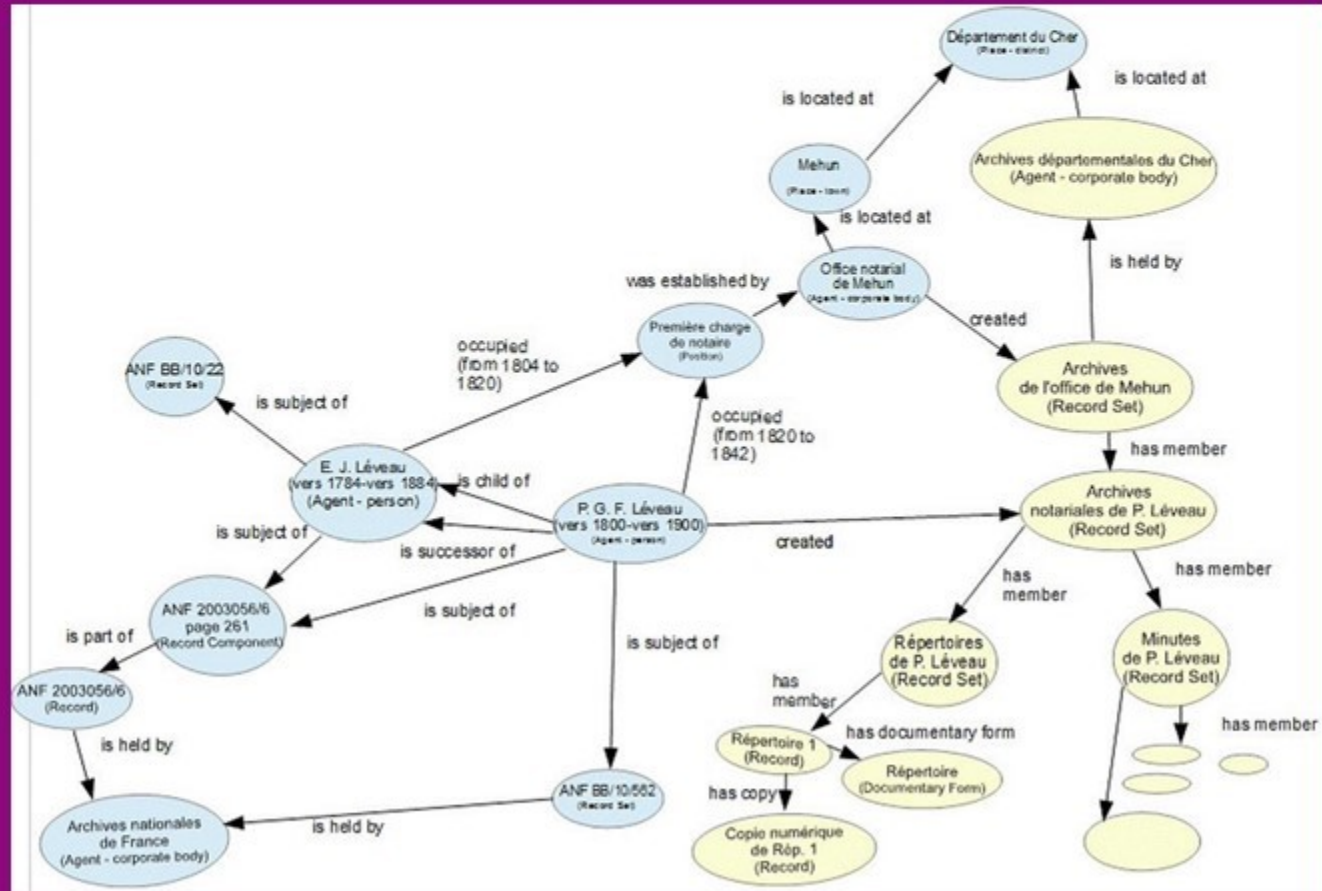 Département du Cher
(Place - district)
is located at
is located at
Mehun
(Place - town)
Archives départementales du Cher
(Agent - corporate body)
is located at
Office notarial
de Mehun
(Agent - corporate body)
is held by
was established by
Première charge
de notaire
(Position)
created
occupied
(from 1804 to
1820)
ANF BB/10/22
(Record Set)
is subject of
Archives
de l'office de Mehun
(Record Set)
occupied
(from 1820 to
1842)
has member
E. J. Léveau
(vers 1784-vers 1884)
(Agent - person)
is child of
P. G. F. Léveau
(vers 1800-vers 1900)
(Agent - person)
Archives
notariales de P. Léveau
(Record Set)
is subject of
is successor of
created
has
member
has member
ANF 2003056/6
page 261
(Record Component)
is subject of
is part of
is subject of
Répertoires
de P. Léveau
(Record Set)
Minutes
de P. Léveau
(Record Set)
ANF 2003056/6
(Record)
has
member
has member
is held by
Répertoire 1
(Record)
has documentary form
Répertoire
(Documentary Form)
ANF BB/10/562
(Record Set)
has copy
is held by
Archives nationales
de France
(Agent - corporate body)
Copie numérique
de Rép. 1
(Record)